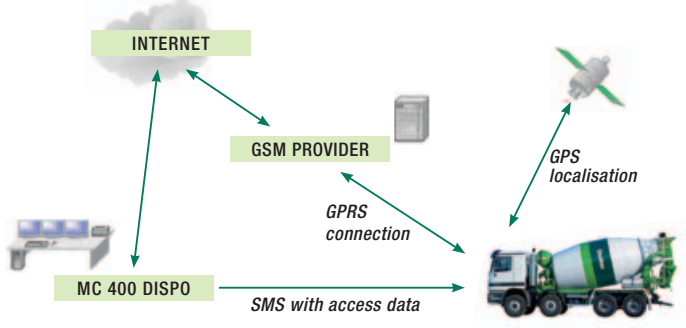 INTERNET
GSM PROVIDER
GPS
localisation
GPRS
connection
MC 400 DISPO
SMS with access data